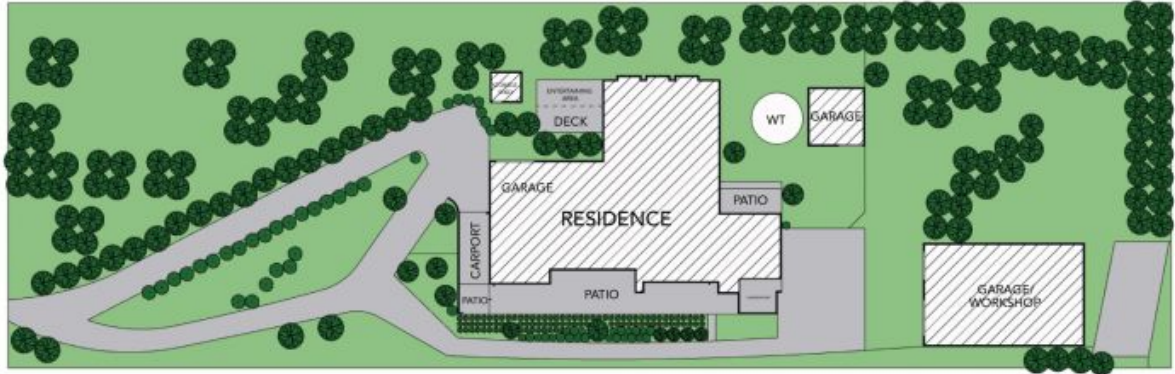 ENTERTAINING
AREA
DECK
WT
GARAGE
GARAGE
RESIDENCE
PATIO
CARPORT
PATIO
PATIO
GARAGE/
WORKSHOP